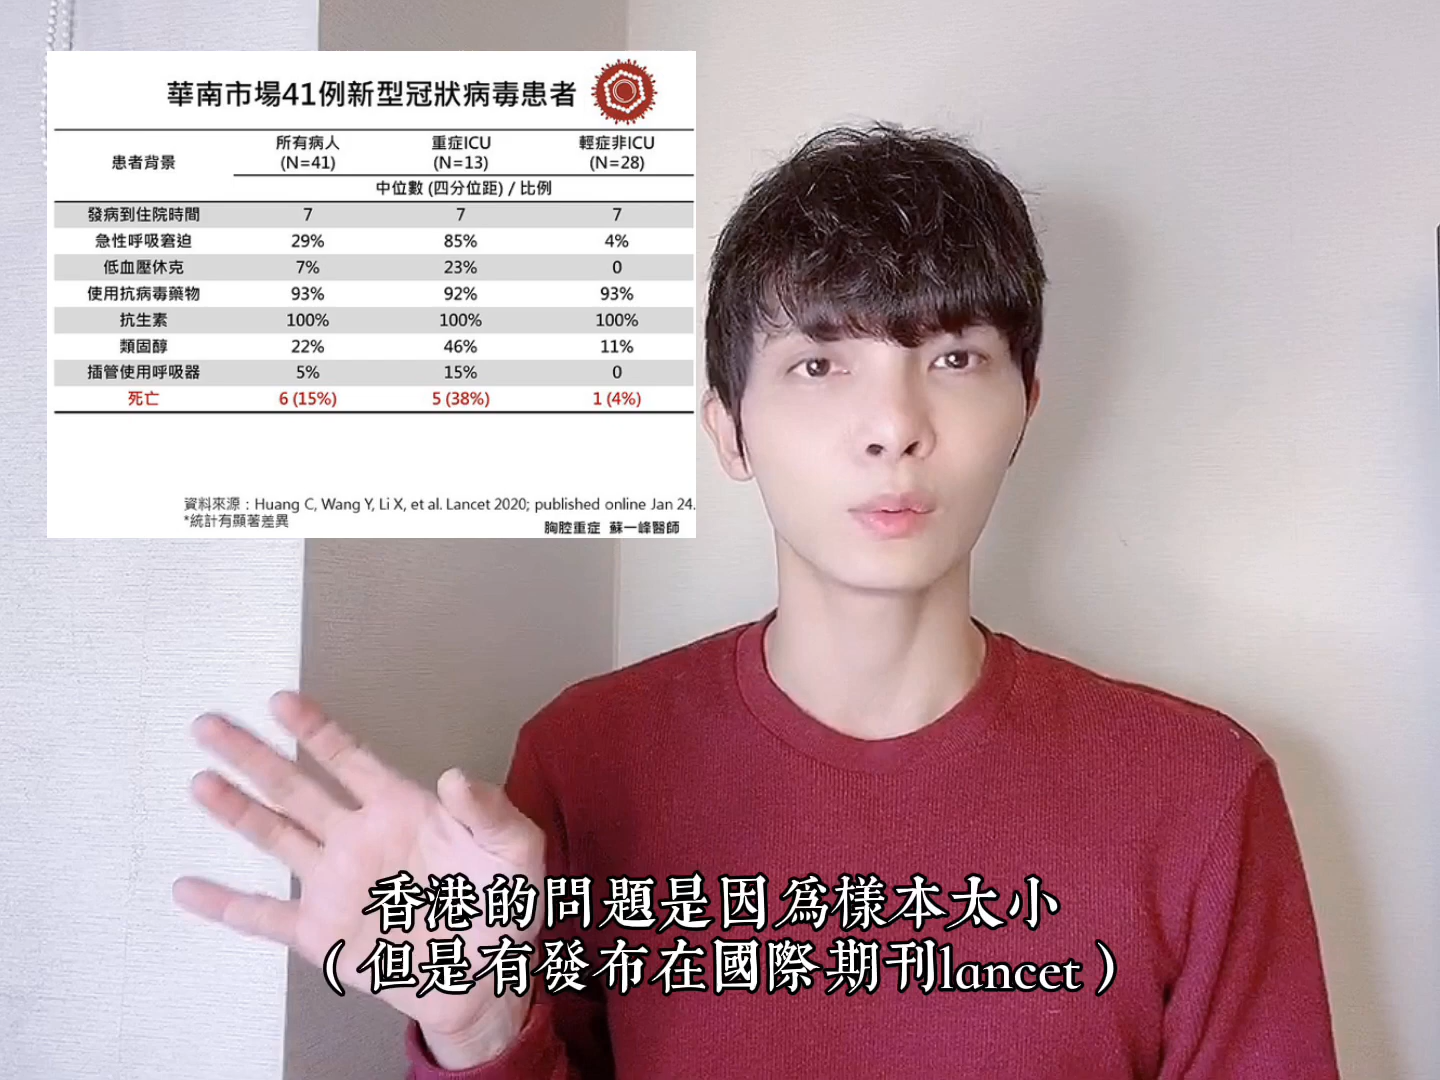 華南市場41例新型冠狀病毒患者
患者背景 所有病人 (N=41) 重症ICU (N=13) 輕症非ICU (N=28)
中位數 (四分位距) / 比例
發病到住院時間 7 7 7
急性呼吸窘迫 29% 85% 4%
低血壓休克 7% 23% 0
使用抗病毒藥物 93% 92% 93%
抗生素 100% 100% 100%
類固醇 22% 46% 11%
插管使用呼吸器 5% 15% 0
死亡 6 (15%) 5 (38%) 1 (4%)
資料來源：Huang C, Wang Y, Li X, et al. Lancet 2020; published online Jan 24.
*統計有顯著差異
胸腔重症 蘇一峰醫師
香港的問題是因為樣本太小
（但是有發布在國際期刊lancet）